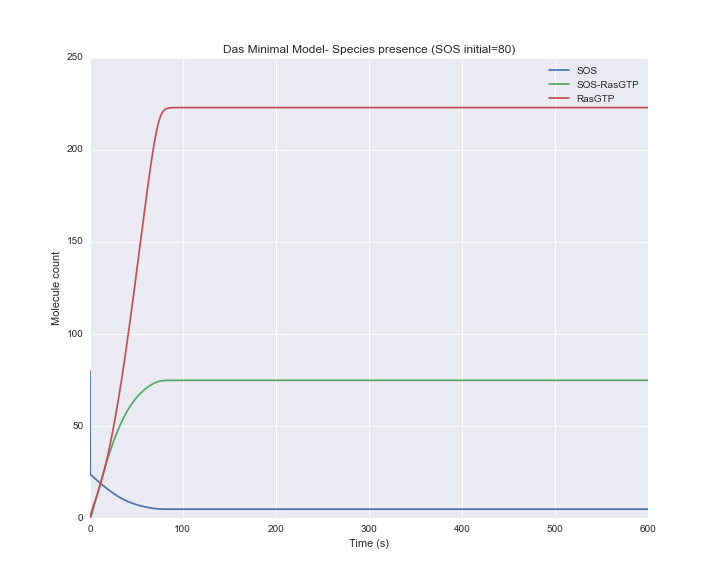 Das Minimal Model- Species presence (SOS initial=80)
250
200
150
100
50
0
Molecule count
SOS
SOS-RasGTP
RasGTP
0 100 200 300 400 500 600
Time (s)